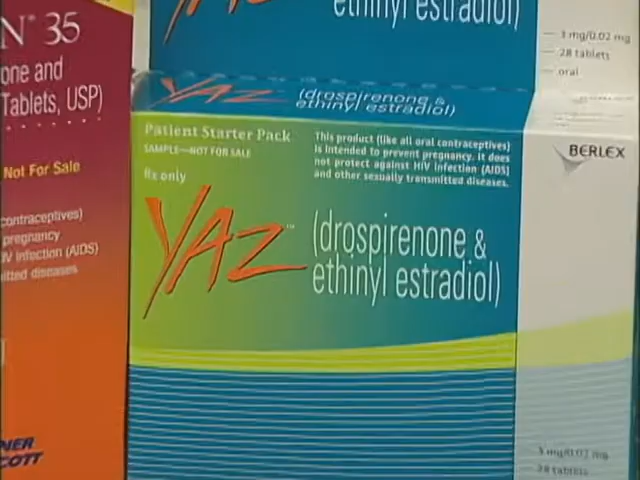 N 35
one and
Tablets, USP)
Not For Sale
contraceptives)
pregnancy
HIV infection (AIDS)
itted diseases
NER
COTT
YAZ
ethinyl estradiol)
YAZ
(drospirenone &
ethinyl estradiol)
Patient Starter Pack
SAMPLE—NOT FOR SALE
Rx only
This product (like all oral contraceptives)
is intended to prevent pregnancy. It does
not protect against HIV infection (AIDS)
and other sexually transmitted diseases.
YAZ™
(drospirenone &
ethinyl estradiol)
3 mg/0.02 mg
28 tablets
oral
BERLEX
3 mg/0.02 mg
28 tablets